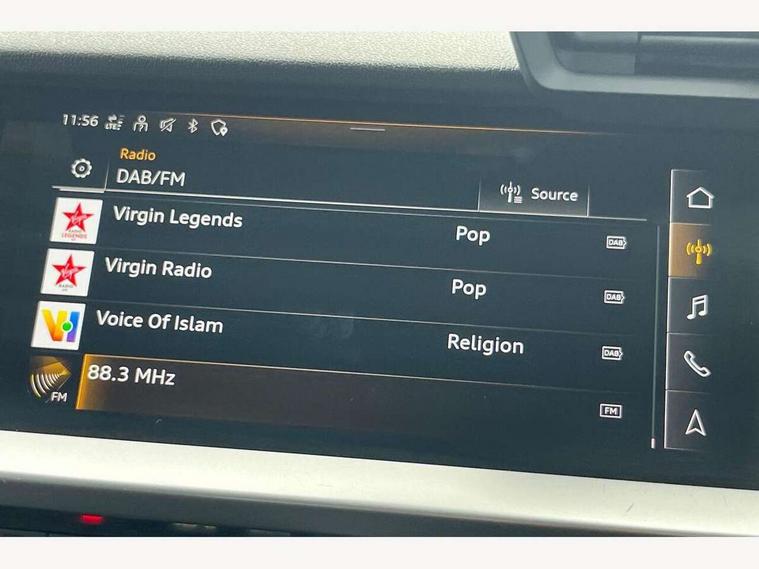 11:56 LTE
Radio
DAB/FM
Source
Virgin Legends Pop DAB
Virgin Radio Pop DAB
Voice Of Islam Religion DAB
88.3 MHz FM
FM